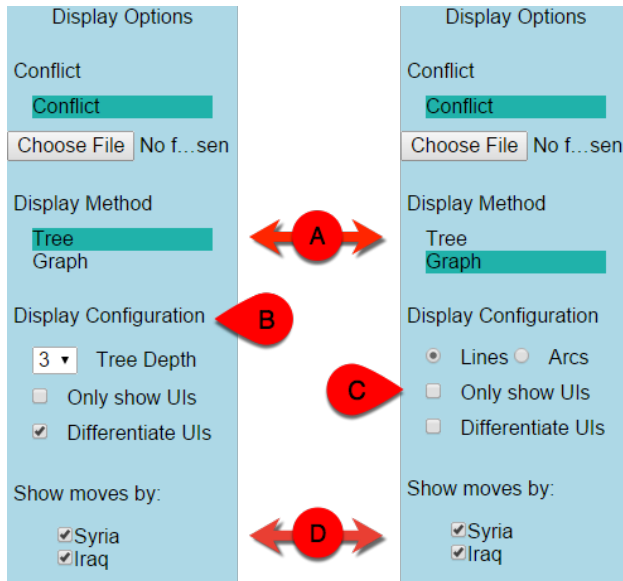 Display Options
Conflict
Conflict
Choose File No f...sen
Display Method
Tree
Graph
Display Configuration
3 Tree Depth
Only show UIs
Differentiate UIs
Show moves by:
Syria
Iraq
A
B
C
D
Display Options
Conflict
Conflict
Choose File No f...sen
Display Method
Tree
Graph
Display Configuration
Lines Arcs
Only show UIs
Differentiate UIs
Show moves by:
Syria
Iraq